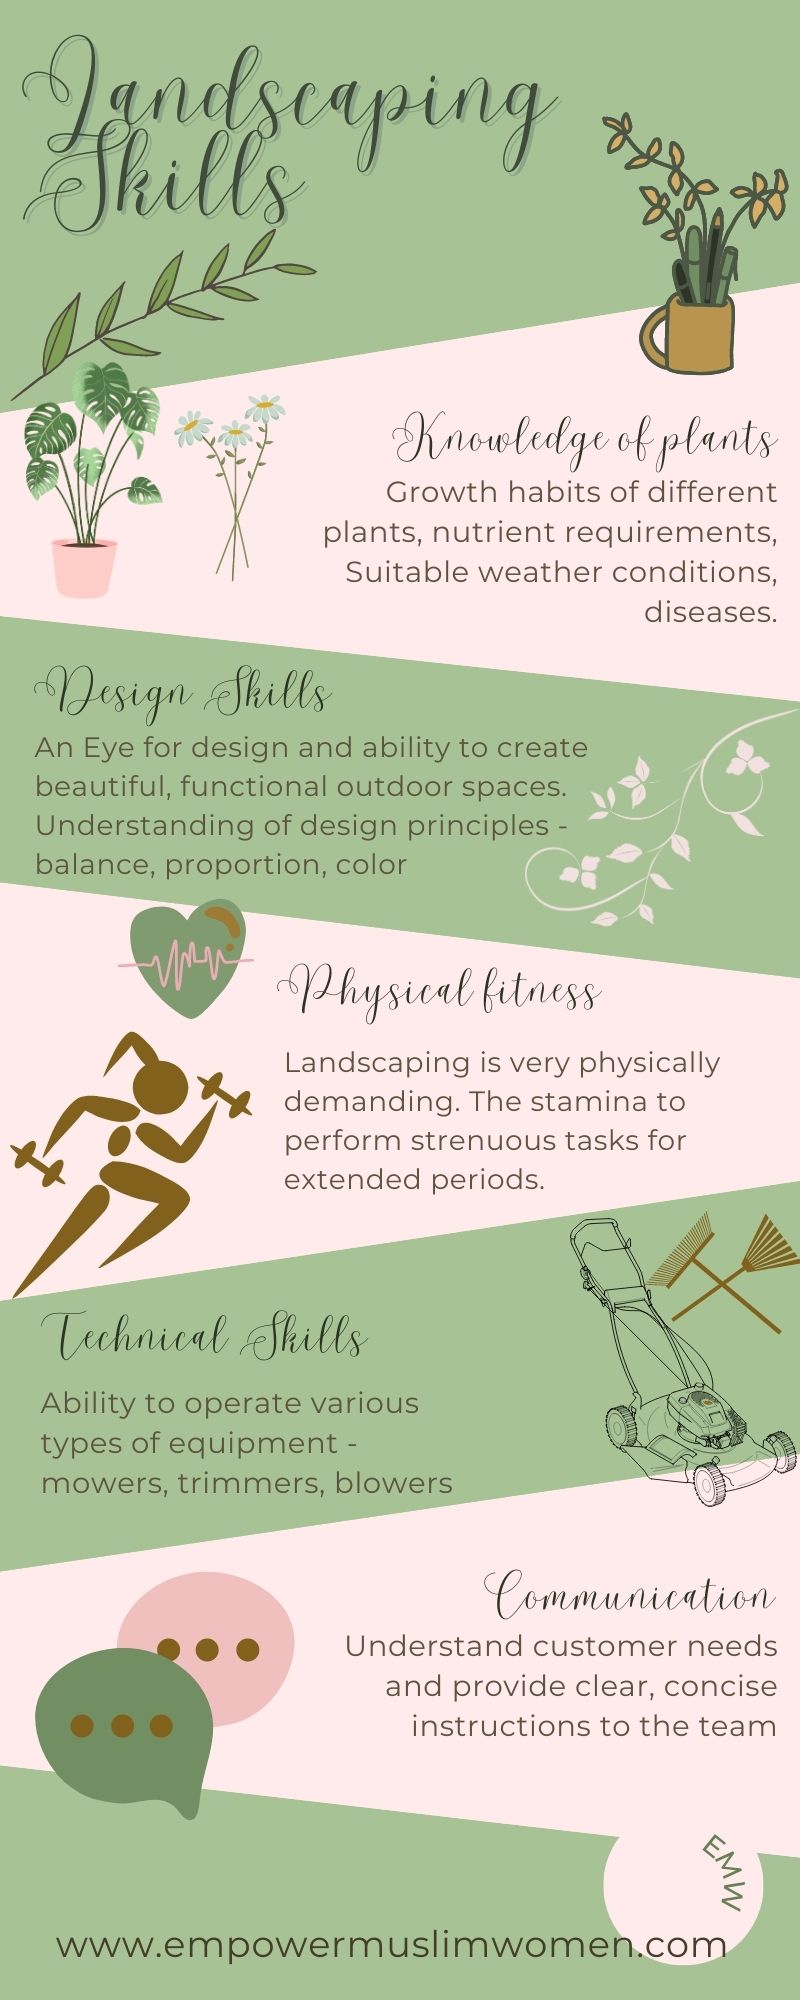 Landscaping
Skills
Knowledge of plants
Growth habits of different
plants, nutrient requirements,
Suitable weather conditions,
diseases.
Design Skills
An Eye for design and ability to create
beautiful, functional outdoor spaces.
Understanding of design principles -
balance, proportion, color
Physical fitness
Landscaping is very physically
demanding. The stamina to
perform strenuous tasks for
extended periods.
Technical Skills
Ability to operate various
types of equipment -
mowers, trimmers, blowers
Communication
Understand customer needs
and provide clear, concise
instructions to the team
EMW
www.empowermuslimwomen.com